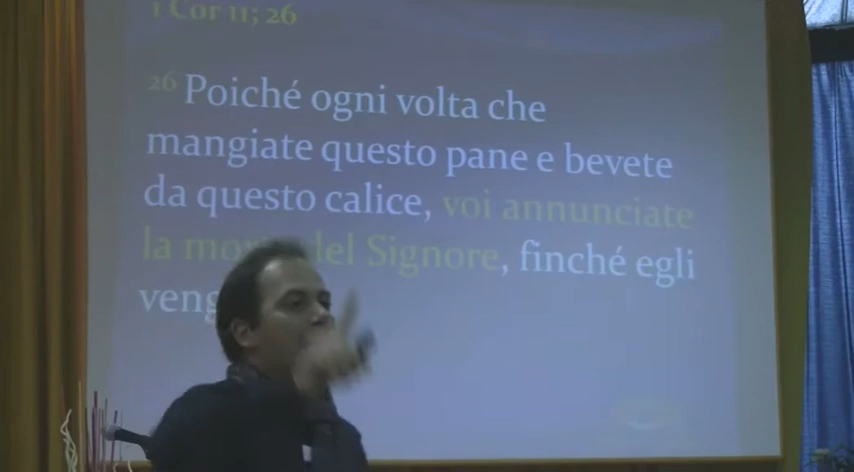 1 Cor 11; 26
26 Poiché ogni volta che
mangiate questo pane e bevete
da questo calice, voi annunciate
la del Signore, finché egli